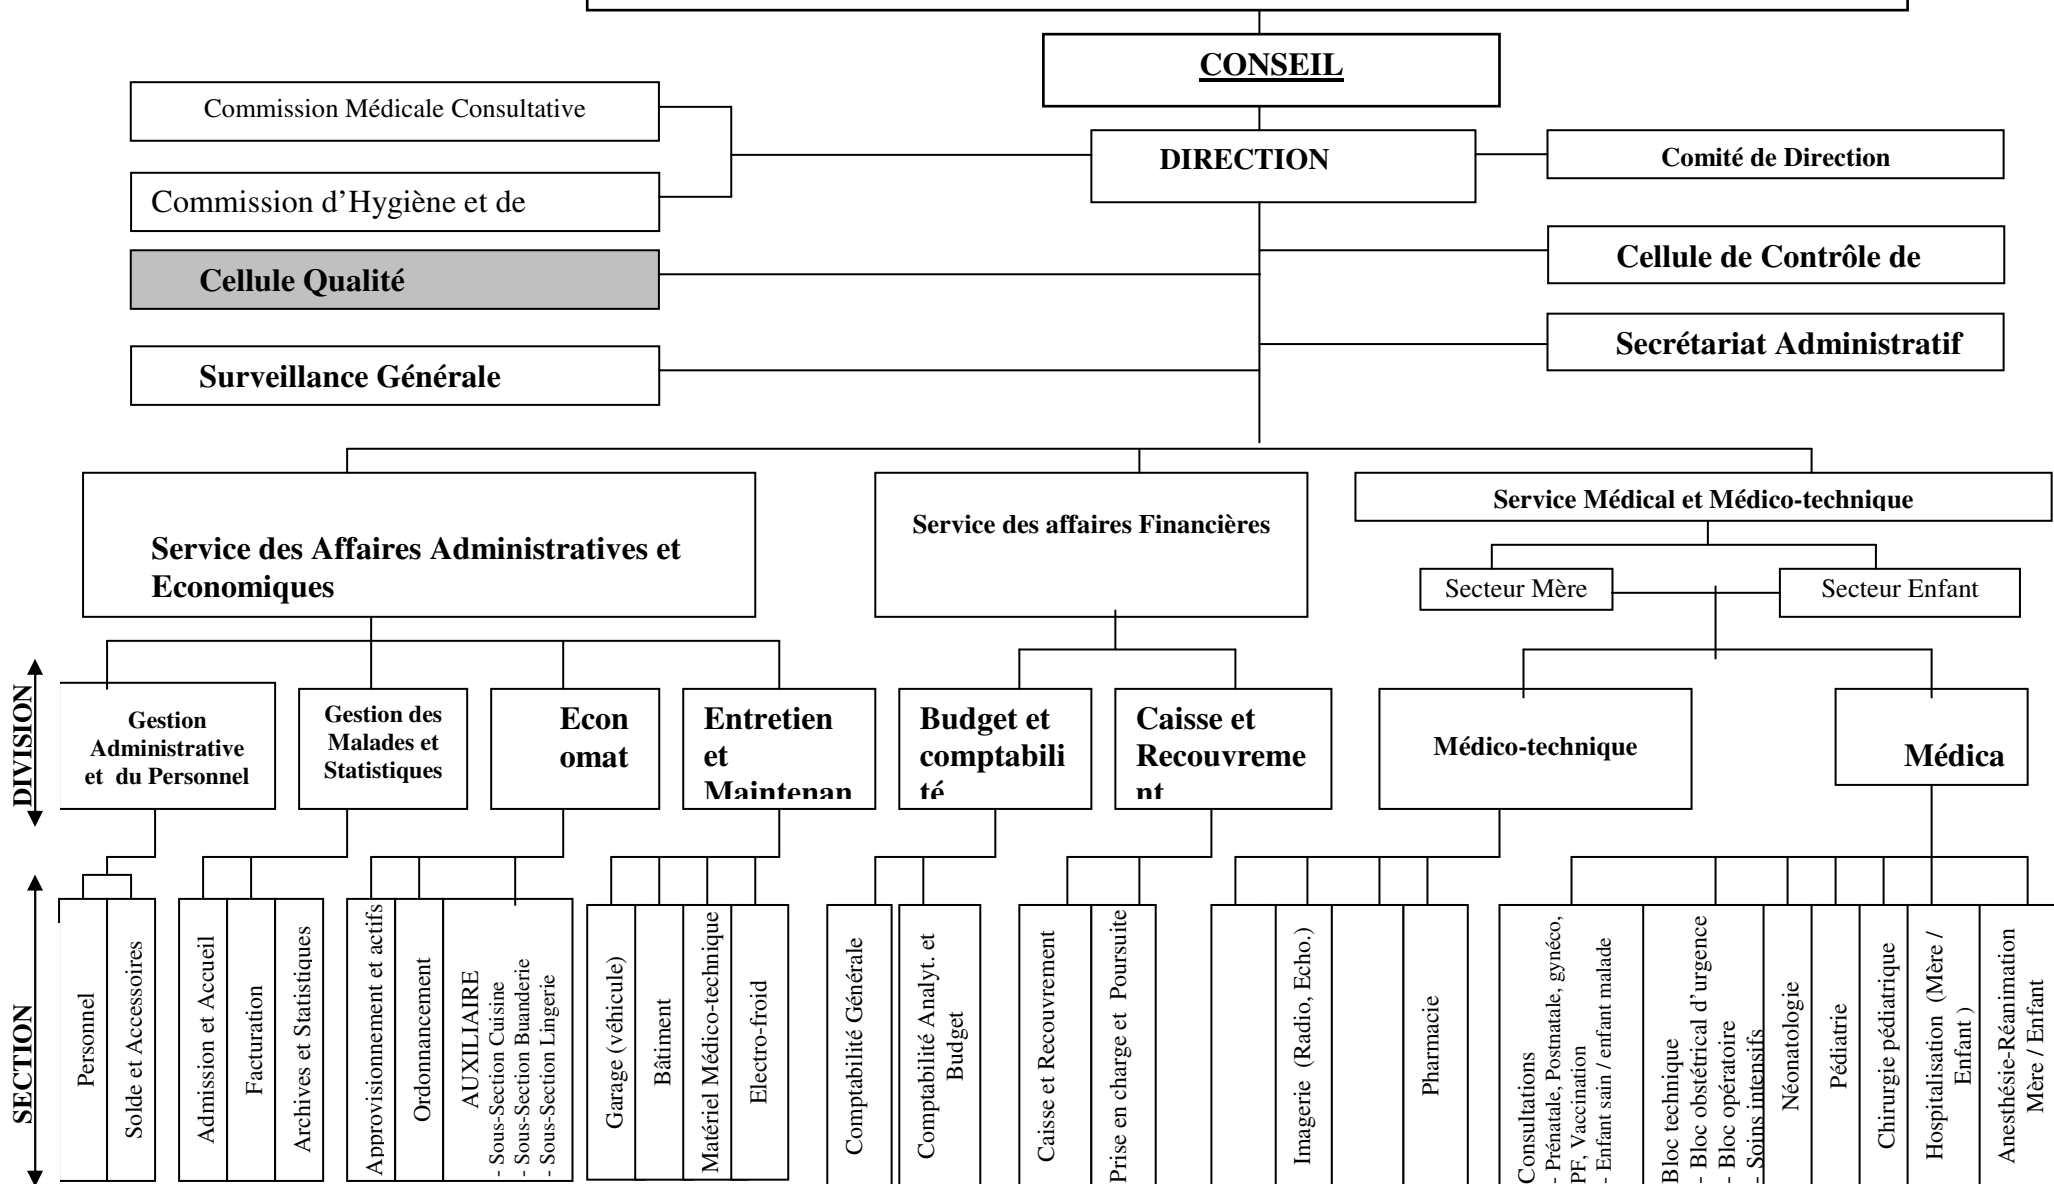 CONSEIL
Commission Médicale Consultative
DIRECTION
Comité de Direction
Commission d'Hygiène et de
Cellule de Contrôle de
Cellule Qualité
Secrétariat Administratif
Surveillance Générale
Service des Affaires Administratives et
Economiques
Service des affaires Financières
Service Médical et Médico-technique
Secteur Mère
Secteur Enfant
DIVISION
Gestion
Administrative
et du Personnel
Gestion des
Malades et
Statistiques
Econ
omat
Entretien
et
Maintenan
Budget et
comptabili
té
Caisse et
Recouvreme
nt
Médico-technique
Médica
SECTION
Personnel
Solde et Accessoires
Admission et Accueil
Facturation
Archives et Statistiques
Approvisionnement et actifs
Ordonnancement
AUXILIAIRE
- Sous-Section Cuisine
- Sous-Section Buanderie
- Sous-Section Lingerie
Garage (véhicule)
Bâtiment
Matériel Médico-technique
Electro-froid
Comptabilité Générale
Comptabilité Analyt. et
Budget
Caisse et Recouvrement
Prise en charge et Poursuite
Imagerie (Radio, Echo.)
Pharmacie
Consultations
- Prénatale, Postnatale, gynéco,
PF, Vaccination
- Enfant sain / enfant malade
Bloc technique
- Bloc obstétrical d'urgence
- Bloc opératoire
- Soins intensifs
Néonatologie
Pédiatrie
Chirurgie pédiatrique
Hospitalisation (Mère /
Enfant )
Anesthésie-Réanimation
Mère / Enfant